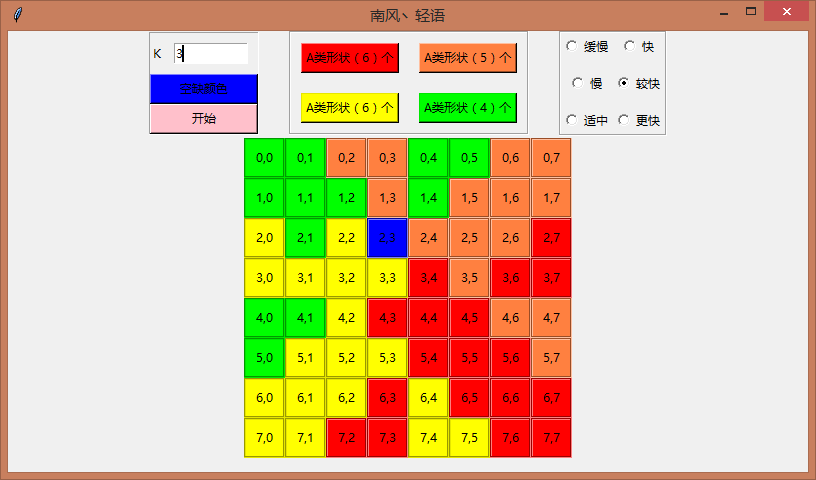 南风丶轻语
K 3
A类形状（6）个 A类形状（5）个
缓慢 快
慢 较快
开始
A类形状（6）个 A类形状（4）个
适中 更快
0,0 0,1 0,2 0,3 0,4 0,5 0,6 0,7
1,0 1,1 1,2 1,3 1,4 1,5 1,6 1,7
2,0 2,1 2,2 2,3 2,4 2,5 2,6 2,7
3,0 3,1 3,2 3,3 3,4 3,5 3,6 3,7
4,0 4,1 4,2 4,3 4,4 4,5 4,6 4,7
5,0 5,1 5,2 5,3 5,4 5,5 5,6 5,7
6,0 6,1 6,2 6,3 6,4 6,5 6,6 6,7
7,0 7,1 7,2 7,3 7,4 7,5 7,6 7,7